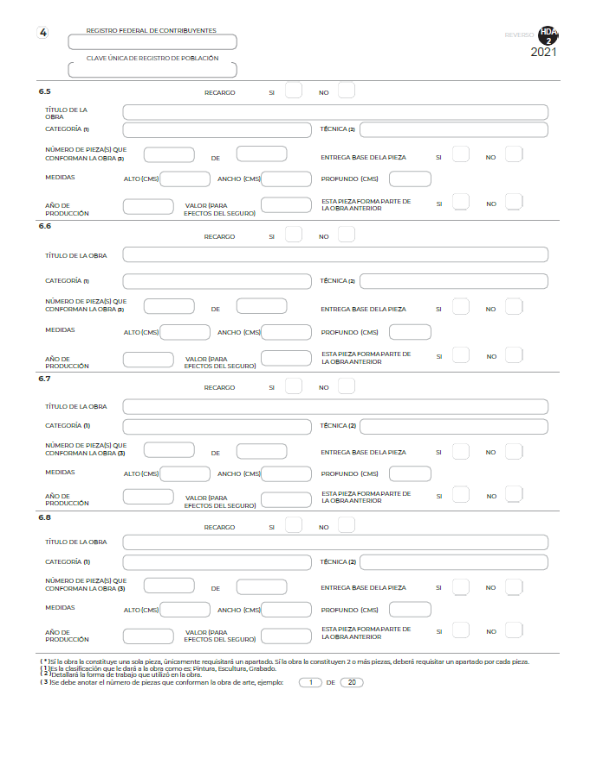 4 REGISTRO FEDERAL DE CONTRIBUYENTES REVERSO HDA
2
2021
CLAVE ÚNICA DE REGISTRO DE POBLACIÓN
6.5 RECARGO SI NO
TÍTULO DE LA
OBRA
CATEGORÍA (1) TÉCNICA (2)
NÚMERO DE PIEZA(S) QUE
CONFORMAN LA OBRA (3) DE ENTREGA BASE DELA PIEZA SI NO
MEDIDAS ALTO (CMS) ANCHO (CMS) PROFUNDO (CMS)
AÑO DE
PRODUCCIÓN VALOR (PARA
EFECTOS DEL SEGURO) ESTA PIEZA FORMA PARTE DE
LA OBRA ANTERIOR SI NO
6.6 RECARGO SI NO
TÍTULO DE LA OBRA
CATEGORÍA (1) TÉCNICA (2)
NÚMERO DE PIEZA(S) QUE
CONFORMAN LA OBRA (3) DE ENTREGA BASE DELA PIEZA SI NO
MEDIDAS ALTO (CMS) ANCHO (CMS) PROFUNDO (CMS)
AÑO DE
PRODUCCIÓN VALOR (PARA
EFECTOS DEL SEGURO) ESTA PIEZA FORMA PARTE DE
LA OBRA ANTERIOR SI NO
6.7 RECARGO SI NO
TÍTULO DE LA OBRA
CATEGORÍA (1) TÉCNICA (2)
NÚMERO DE PIEZA(S) QUE
CONFORMAN LA OBRA (3) DE ENTREGA BASE DELA PIEZA SI NO
MEDIDAS ALTO (CMS) ANCHO (CMS) PROFUNDO (CMS)
AÑO DE
PRODUCCIÓN VALOR (PARA
EFECTOS DEL SEGURO) ESTA PIEZA FORMA PARTE DE
LA OBRA ANTERIOR SI NO
6.8 RECARGO SI NO
TÍTULO DE LA OBRA
CATEGORÍA (1) TÉCNICA (2)
NÚMERO DE PIEZA(S) QUE
CONFORMAN LA OBRA (3) DE ENTREGA BASE DELA PIEZA SI NO
MEDIDAS ALTO (CMS) ANCHO (CMS) PROFUNDO (CMS)
AÑO DE
PRODUCCIÓN VALOR (PARA
EFECTOS DEL SEGURO) ESTA PIEZA FORMA PARTE DE
LA OBRA ANTERIOR SI NO
(*)Si la obra la constituye una sola pieza, únicamente requisitará un apartado. Si la obra la constituyen 2 o más piezas, deberá requisitar un apartado por cada pieza.
(1)Es la clasificación que le dará a la obra como es: Pintura, Escultura, Grabado.
(2)Detallará la forma de trabajo que utilizó en la obra.
(3)Se debe anotar el número de piezas que conforman la obra de arte, ejemplo: 1 DE 20